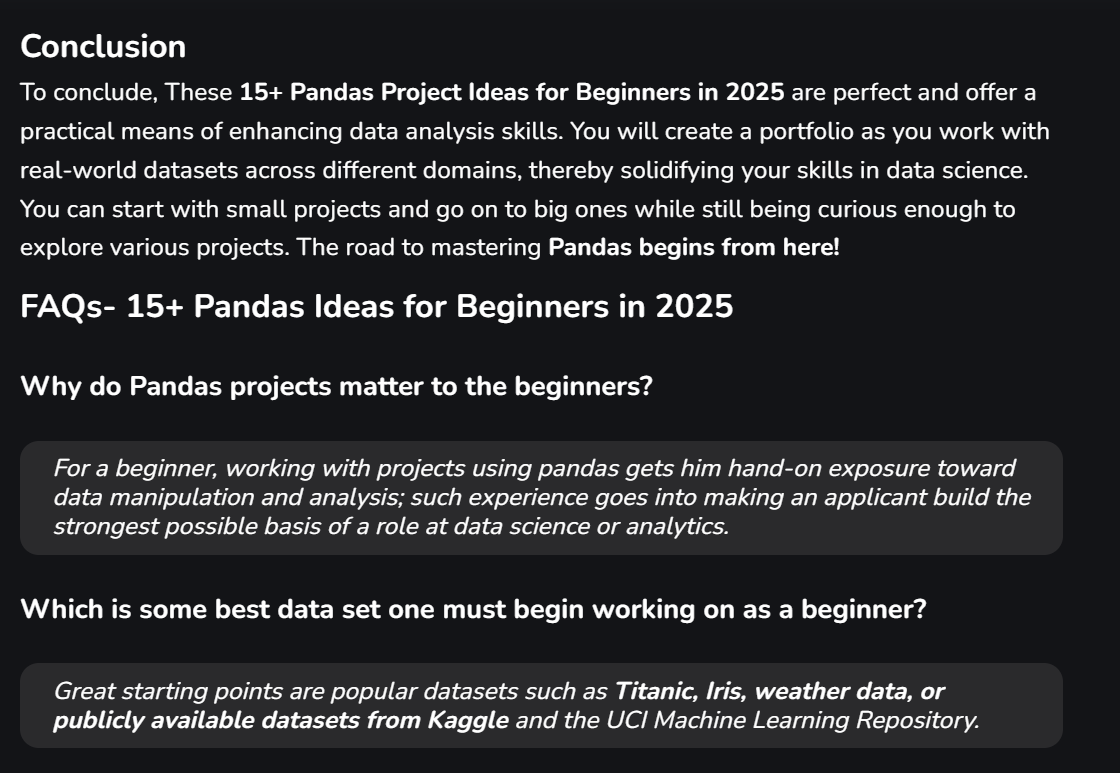 Conclusion
To conclude, These 15+ Pandas Project Ideas for Beginners in 2025 are perfect and offer a
practical means of enhancing data analysis skills. You will create a portfolio as you work with
real-world datasets across different domains, thereby solidifying your skills in data science.
You can start with small projects and go on to big ones while still being curious enough to
explore various projects. The road to mastering Pandas begins from here!
FAQs- 15+ Pandas Ideas for Beginners in 2025
Why do Pandas projects matter to the beginners?
For a beginner, working with projects using pandas gets him hand-on exposure toward
data manipulation and analysis; such experience goes into making an applicant build the
strongest possible basis of a role at data science or analytics.
Which is some best data set one must begin working on as a beginner?
Great starting points are popular datasets such as Titanic, Iris, weather data, or
publicly available datasets from Kaggle and the UCI Machine Learning Repository.